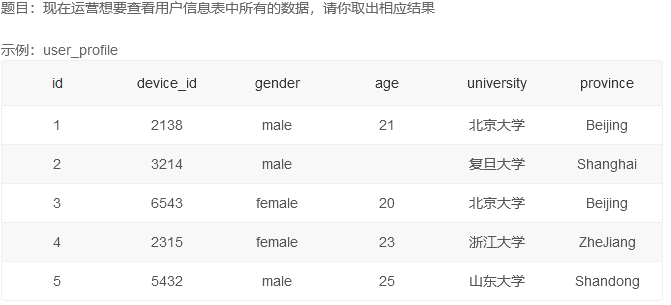 题目：现在运营想要查看用户信息表中所有的数据，请你取出相应结果
示例：user_profile
id device_id gender age university province
1 2138 male 21 北京大学 Beijing
2 3214 male 复旦大学 Shanghai
3 6543 female 20 北京大学 Beijing
4 2315 female 23 浙江大学 ZheJiang
5 5432 male 25 山东大学 Shandong